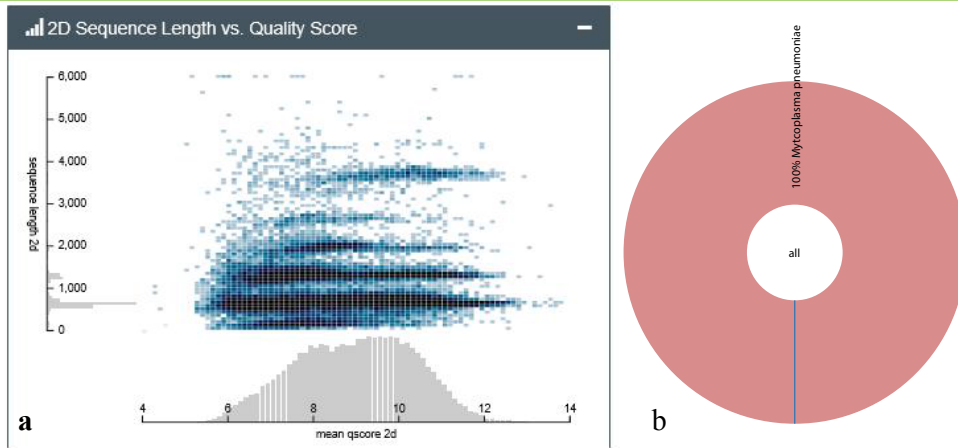 2D Sequence Length vs. Quality Score
6,000
5,000
4,000
3,000
2,000
1,000
0
sequence length 2d
4 6 8 10 12 14
mean qscore 2d
a
100% Mytcoplasma pneumoniae
all
b